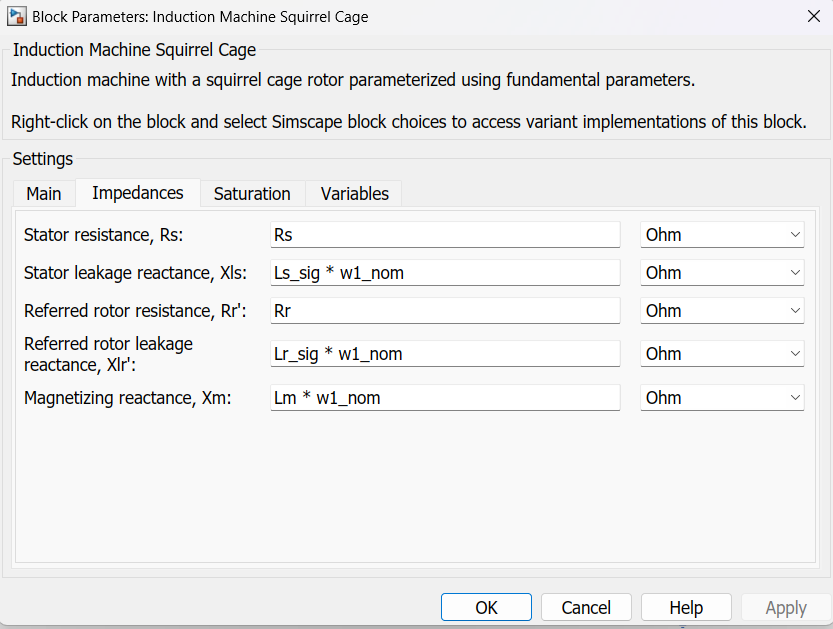 Block Parameters: Induction Machine Squirrel Cage
Induction Machine Squirrel Cage
Induction machine with a squirrel cage rotor parameterized using fundamental parameters.
Right-click on the block and select Simscape block choices to access variant implementations of this block.
Settings
Main Impedances Saturation Variables
Stator resistance, Rs: Rs Ohm
Stator leakage reactance, Xls: Ls_sig * w1_nom Ohm
Referred rotor resistance, Rr': Rr Ohm
Referred rotor leakage
reactance, Xlr': Lr_sig * w1_nom Ohm
Magnetizing reactance, Xm: Lm * w1_nom Ohm
OK Cancel Help Apply